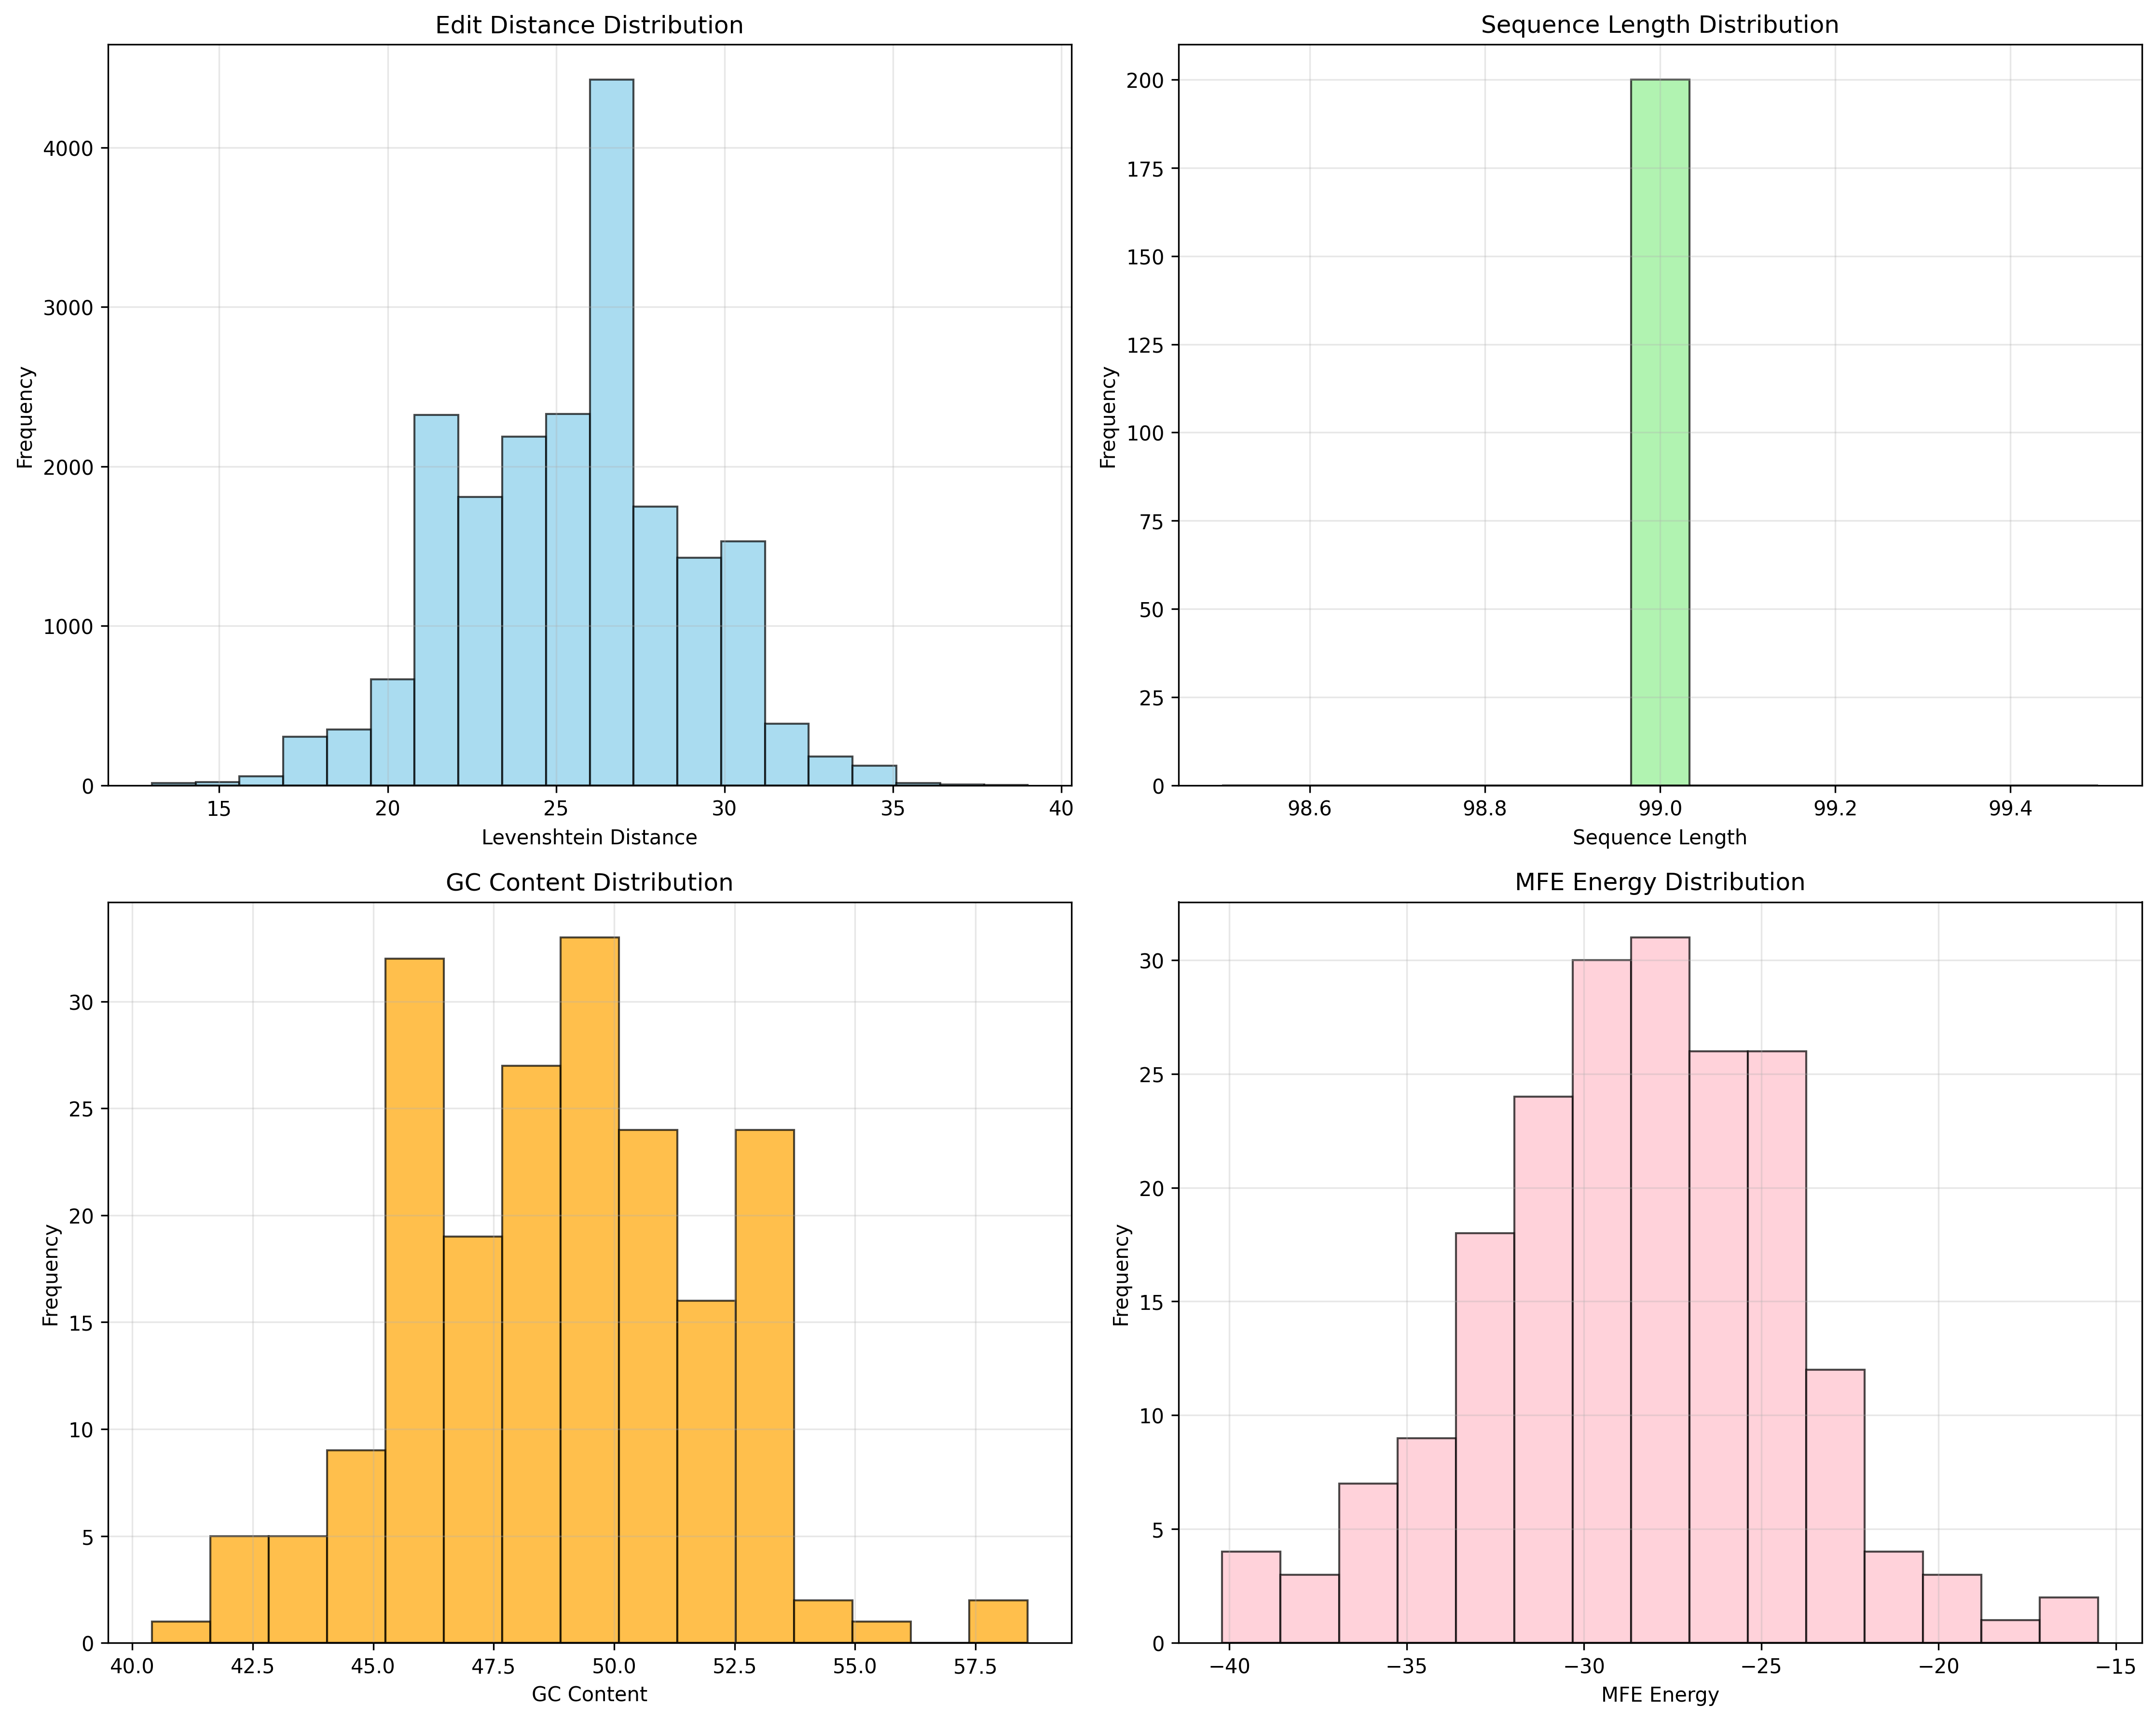 Edit Distance Distribution
Frequency
4000
3000
2000
1000
0
15 20 25 30 35 40
Levenshtein Distance
Sequence Length Distribution
Frequency
200
175
150
125
100
75
50
25
0
98.6 98.8 99.0 99.2 99.4
Sequence Length
GC Content Distribution
Frequency
30
25
20
15
10
5
0
40.0 42.5 45.0 47.5 50.0 52.5 55.0 57.5
GC Content
MFE Energy Distribution
Frequency
30
25
20
15
10
5
0
−40 −35 −30 −25 −20 −15
MFE Energy